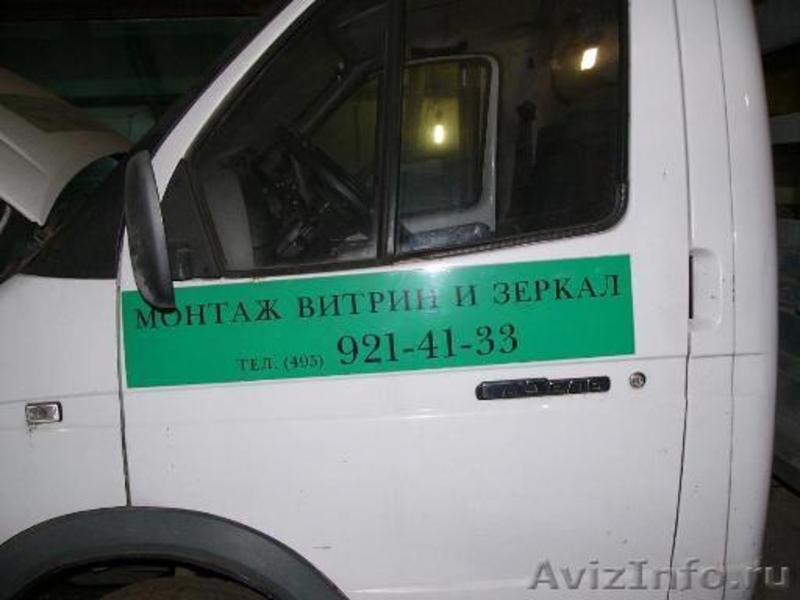 МОНТАЖ ВИТРИН И ЗЕРКАЛ
ТЕЛ. (495) 921-41-33
ГАЗель
AvizInfo.ru